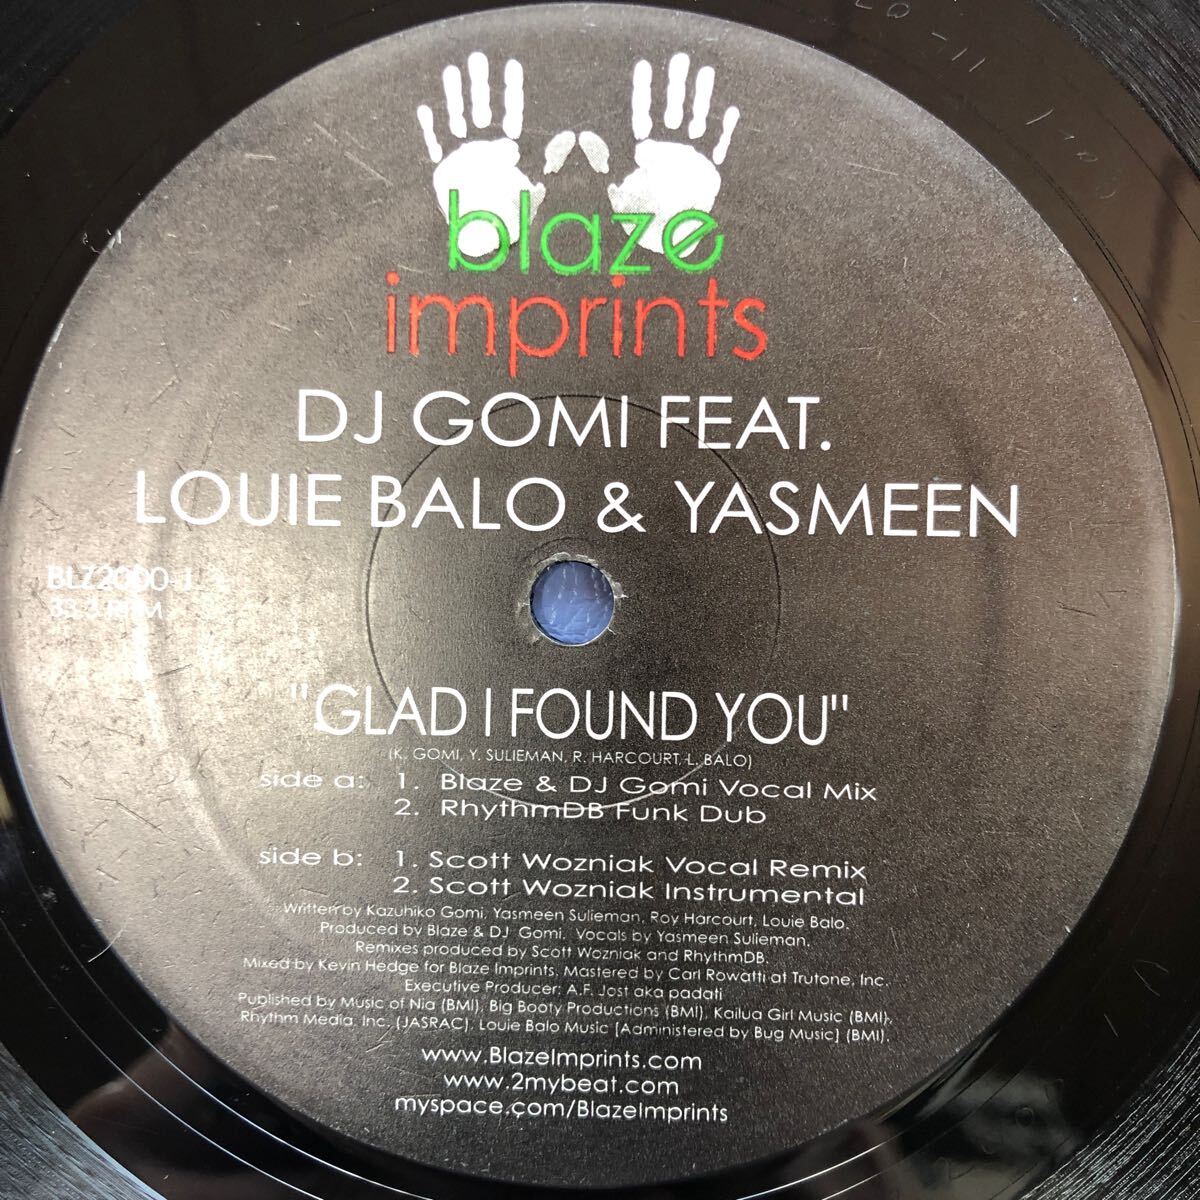 blaze
imprints
DJ GOMI FEAT.
LOUIE BALO & YASMEEN
BLZ2000-1
RPM
"GLAD I FOUND YOU"
(K. GOMI, Y. SULIEMAN, R. HARCOURT, L. BALO)
side a: 1. Blaze & DJ Gomi Vocal Mix
2. RhythmDB Funk Dub
side b: 1. Scott Wozniak Vocal Remix
2. Scott Wozniak Instrumental
Written by Kazuhiko Gomi, Yasmeen Sulieman, Roy Harcourt, Louie Balo.
Produced by Blaze & DJ Gomi. Vocals by Yasmeen Sulieman.
Remixes produced by Scott Wozniak and RhythmDB.
Mixed by Kevin Hedge for Blaze Imprints. Mastered by Carl Rowatti at Trutone, Inc.
Executive Producer: A.F. Jost aka padati
Published by Music of Nia (BMI), Big Booty Productions (BMI), Kailua Girl Music (BMI),
Rhythm Media, Inc. (JASRAC), Louie Balo Music [Administered by Bug Music] (BMI).
www.BlazeImprints.com
www.2mybeat.com
myspace.com/BlazeImprints